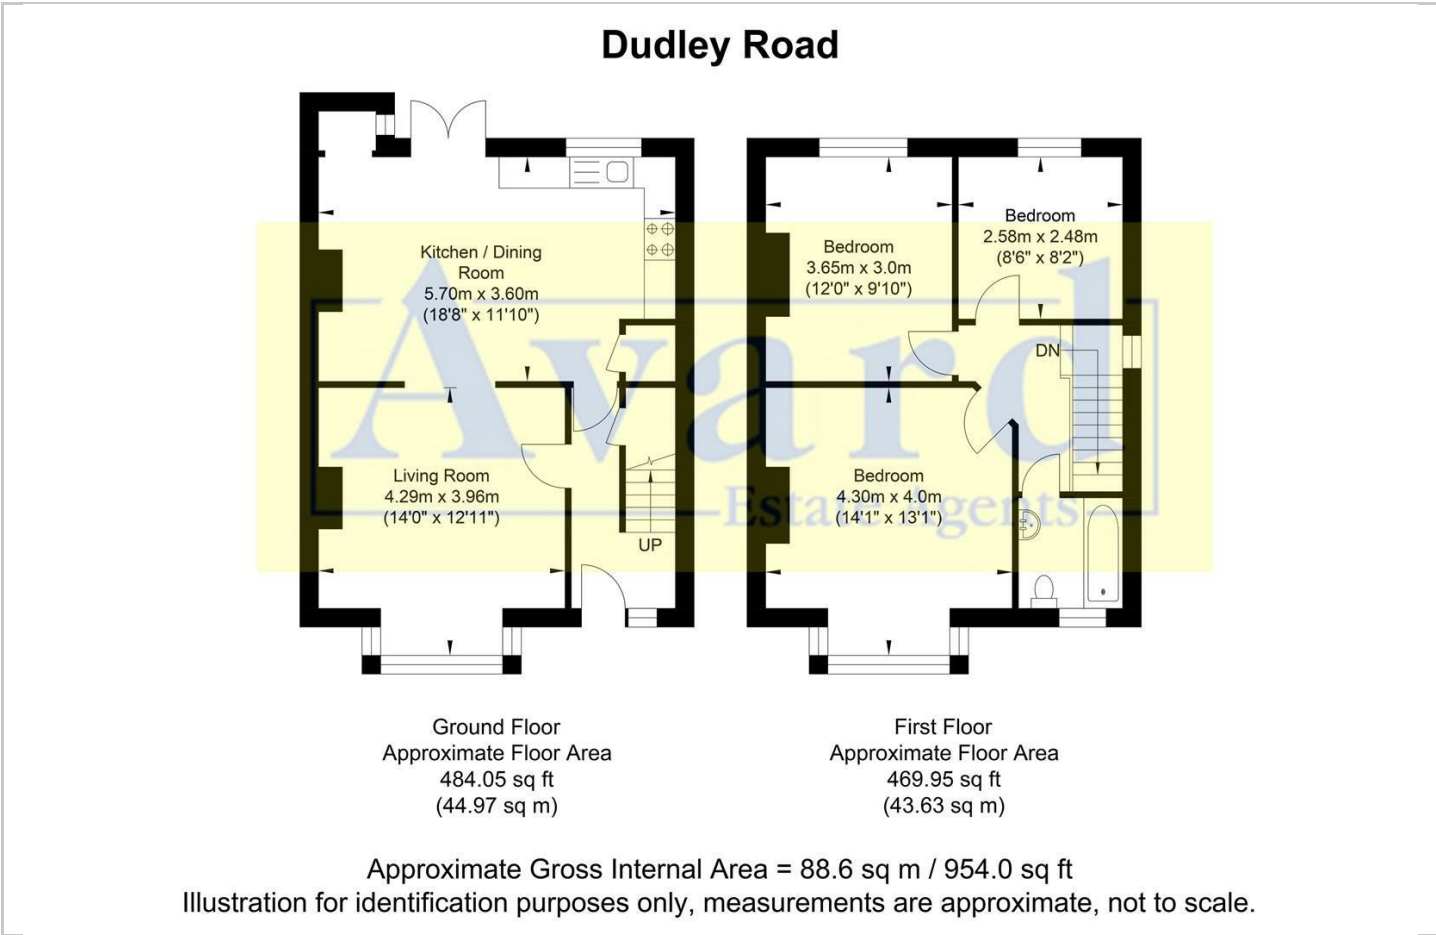 Dudley Road
Kitchen / Dining
Room
5.70m x 3.60m
(18'8" x 11'10")
Living Room
4.29m x 3.96m
(14'0" x 12'11")
UP
Bedroom
3.65m x 3.0m
(12'0" x 9'10")
Bedroom
2.58m x 2.48m
(8'6" x 8'2")
DN
Bedroom
4.30m x 4.0m
(14'1" x 13'1")
Avard
Estate Agents
Ground Floor
Approximate Floor Area
484.05 sq ft
(44.97 sq m)
First Floor
Approximate Floor Area
469.95 sq ft
(43.63 sq m)
Approximate Gross Internal Area = 88.6 sq m / 954.0 sq ft
Illustration for identification purposes only, measurements are approximate, not to scale.